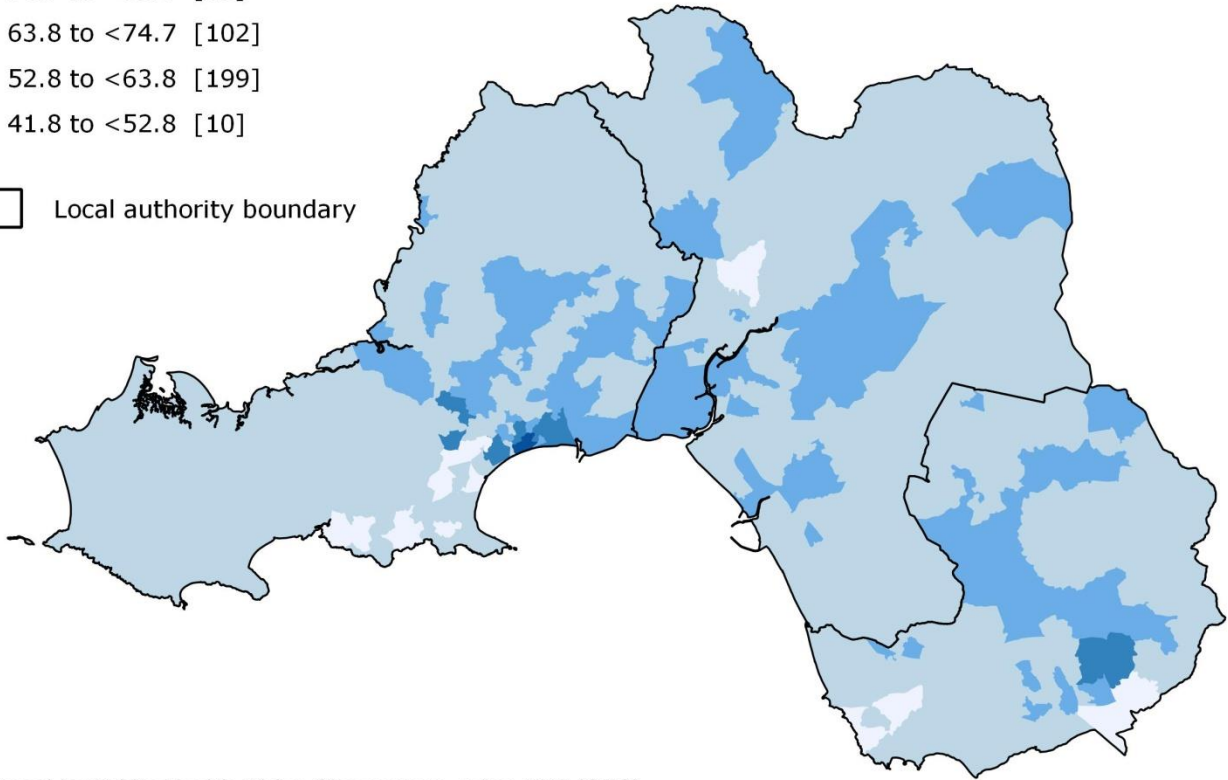 63.8 to <74.7 [102]
52.8 to <63.8 [199]
41.8 to <52.8 [10]
Local authority boundary